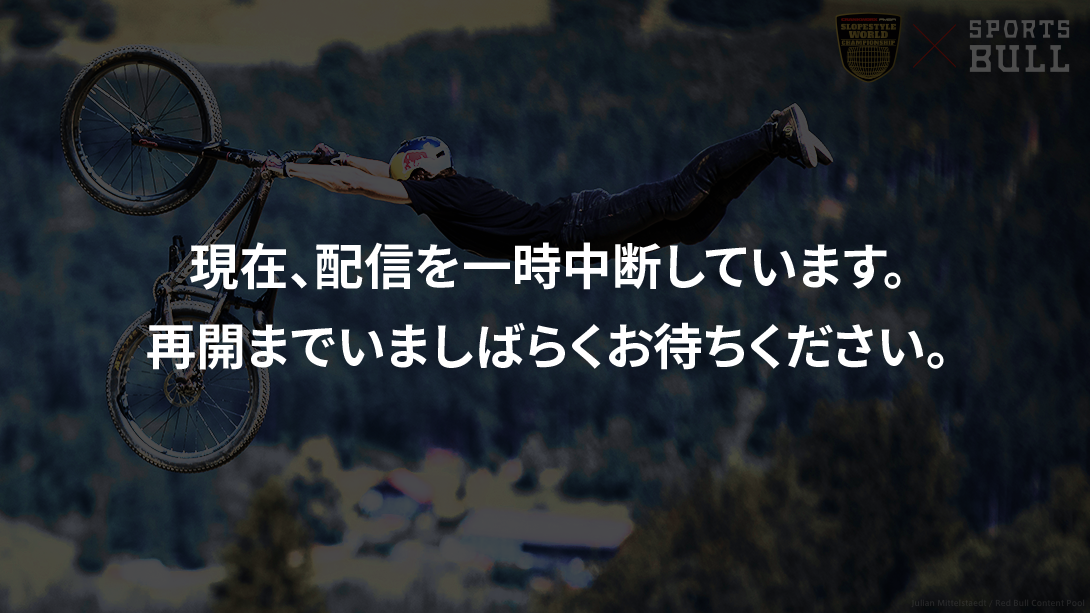 SLOPESTYLE
WORLD
CHAMPIONSHIP
SPORTS
BULL
現在、配信を一時中断しています。
再開までいましばらくお待ちください。
Julian Mittelstaedt / Red Bull Content Pool